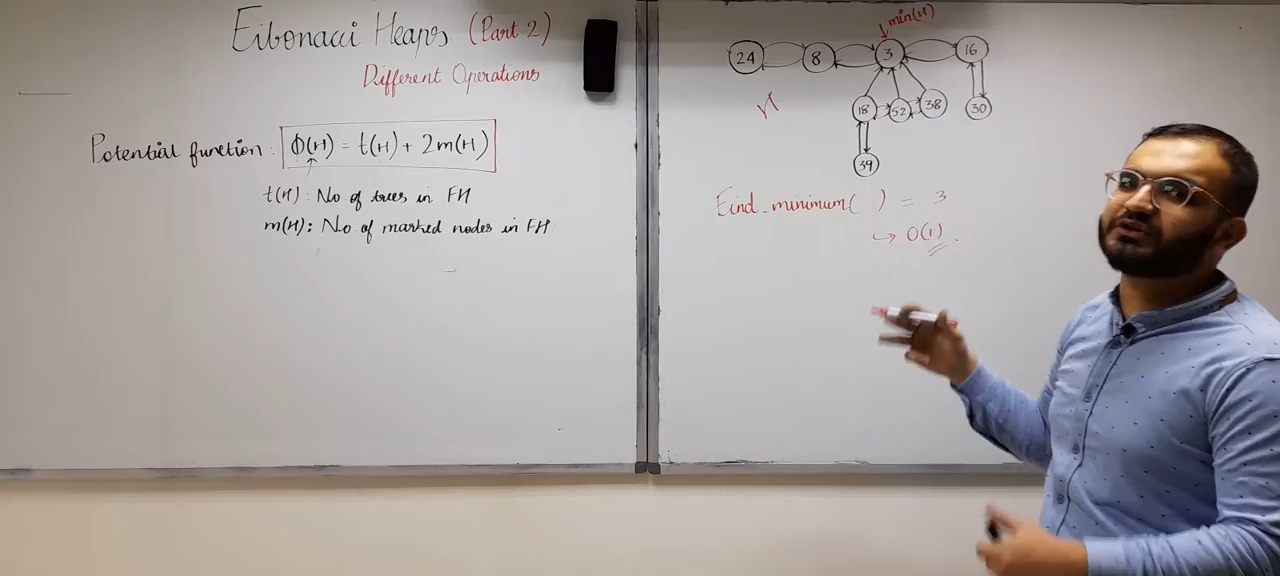 Fibonacci Heaps (Part 2)
Different Operations
Potential function: Φ(H) = t(H) + 2m(H)
t(H): No of trees in FH
m(H): No of marked nodes in FH
min(H)
24 8 3 16
H
18 52 38 30
39
Find_minimum( ) = 3
↪ O(1)